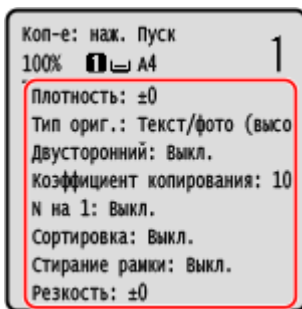 Коп-е: наж. Пуск
100% 1 A4 1
Плотность: ±0
Тип ориг.: Текст/фото (высо
Двусторонний: Выкл.
Коэффициент копирования: 10
N на 1: Выкл.
Сортировка: Выкл.
Стирание рамки: Выкл.
Резкость: ±0